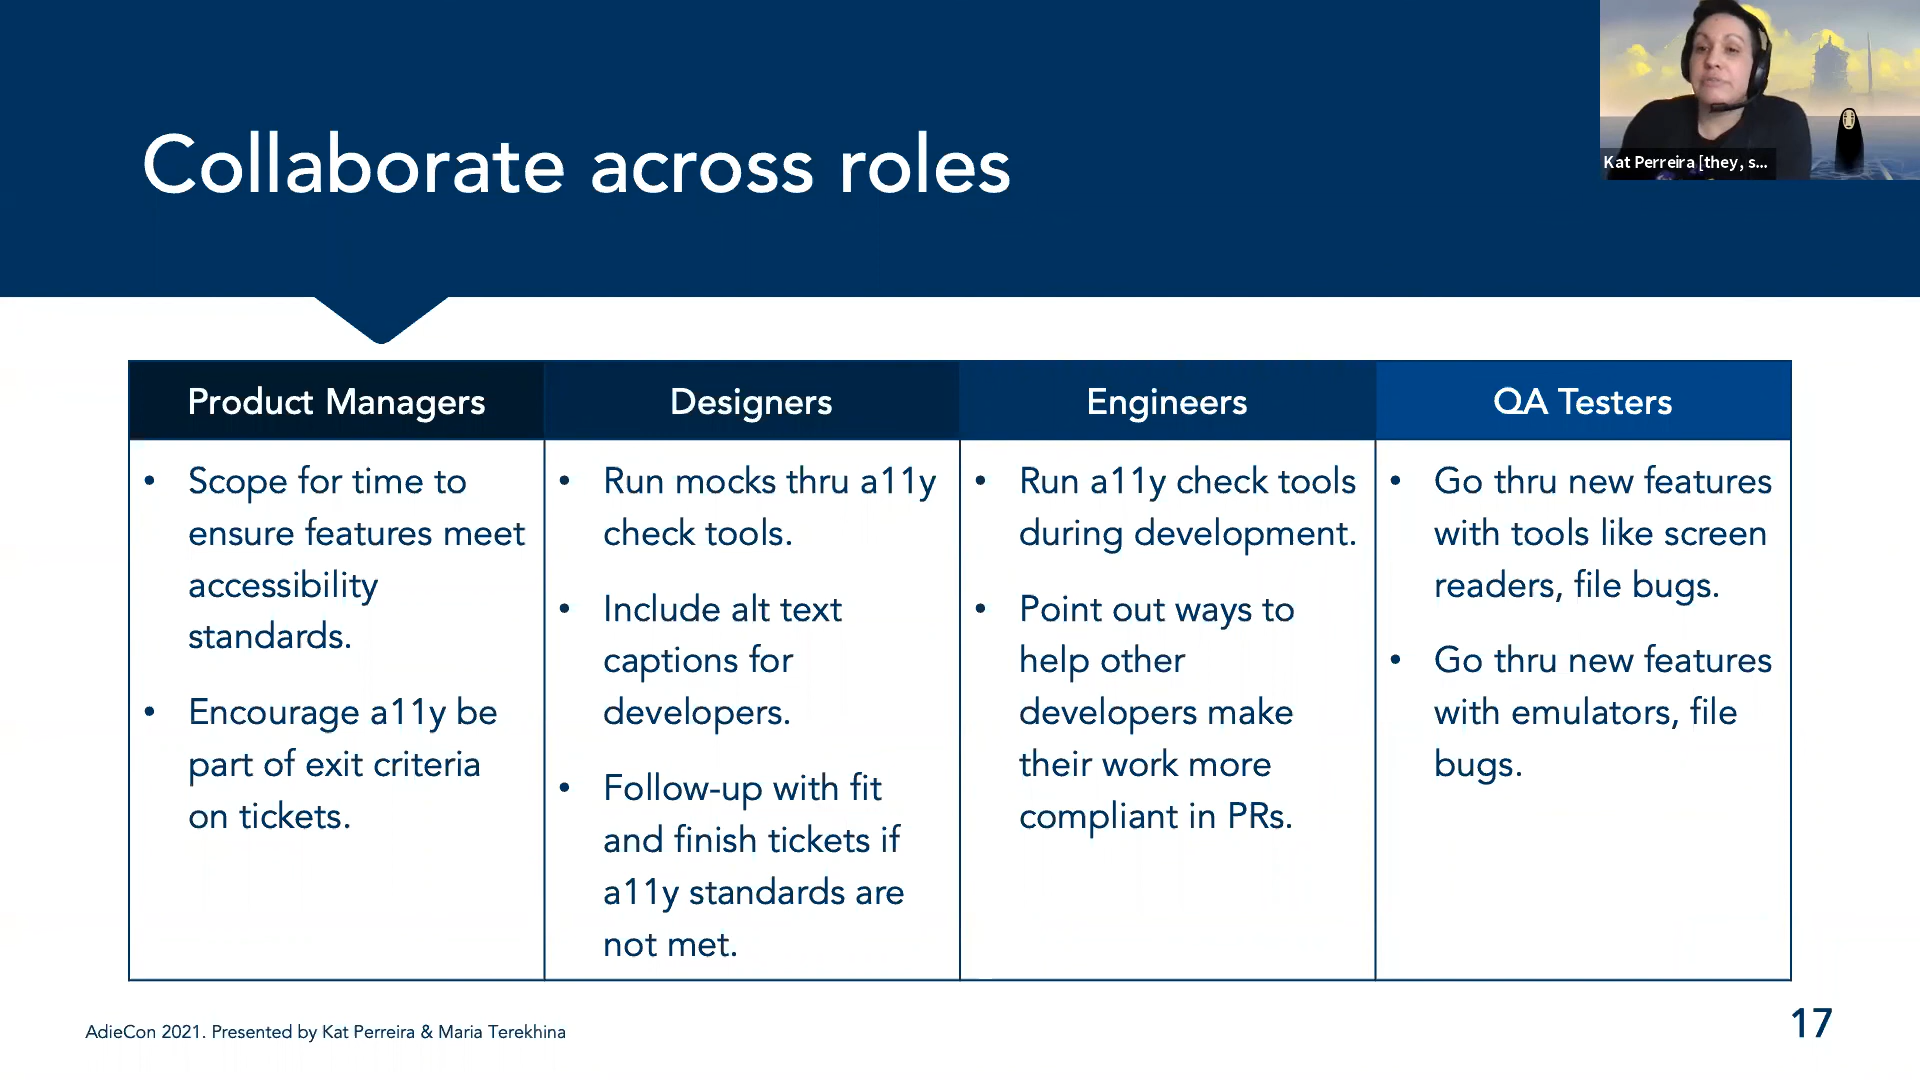 Collaborate across roles
Kat Perreira [they, s...
Product Managers
• Scope for time to
ensure features meet
accessibility
standards.
• Encourage a11y be
part of exit criteria
on tickets.
Designers
• Run mocks thru a11y
check tools.
• Include alt text
captions for
developers.
• Follow-up with fit
and finish tickets if
a11y standards are
not met.
Engineers
• Run a11y check tools
during development.
• Point out ways to
help other
developers make
their work more
compliant in PRs.
QA Testers
• Go thru new features
with tools like screen
readers, file bugs.
• Go thru new features
with emulators, file
bugs.
AdieCon 2021. Presented by Kat Perreira & Maria Terekhina
17